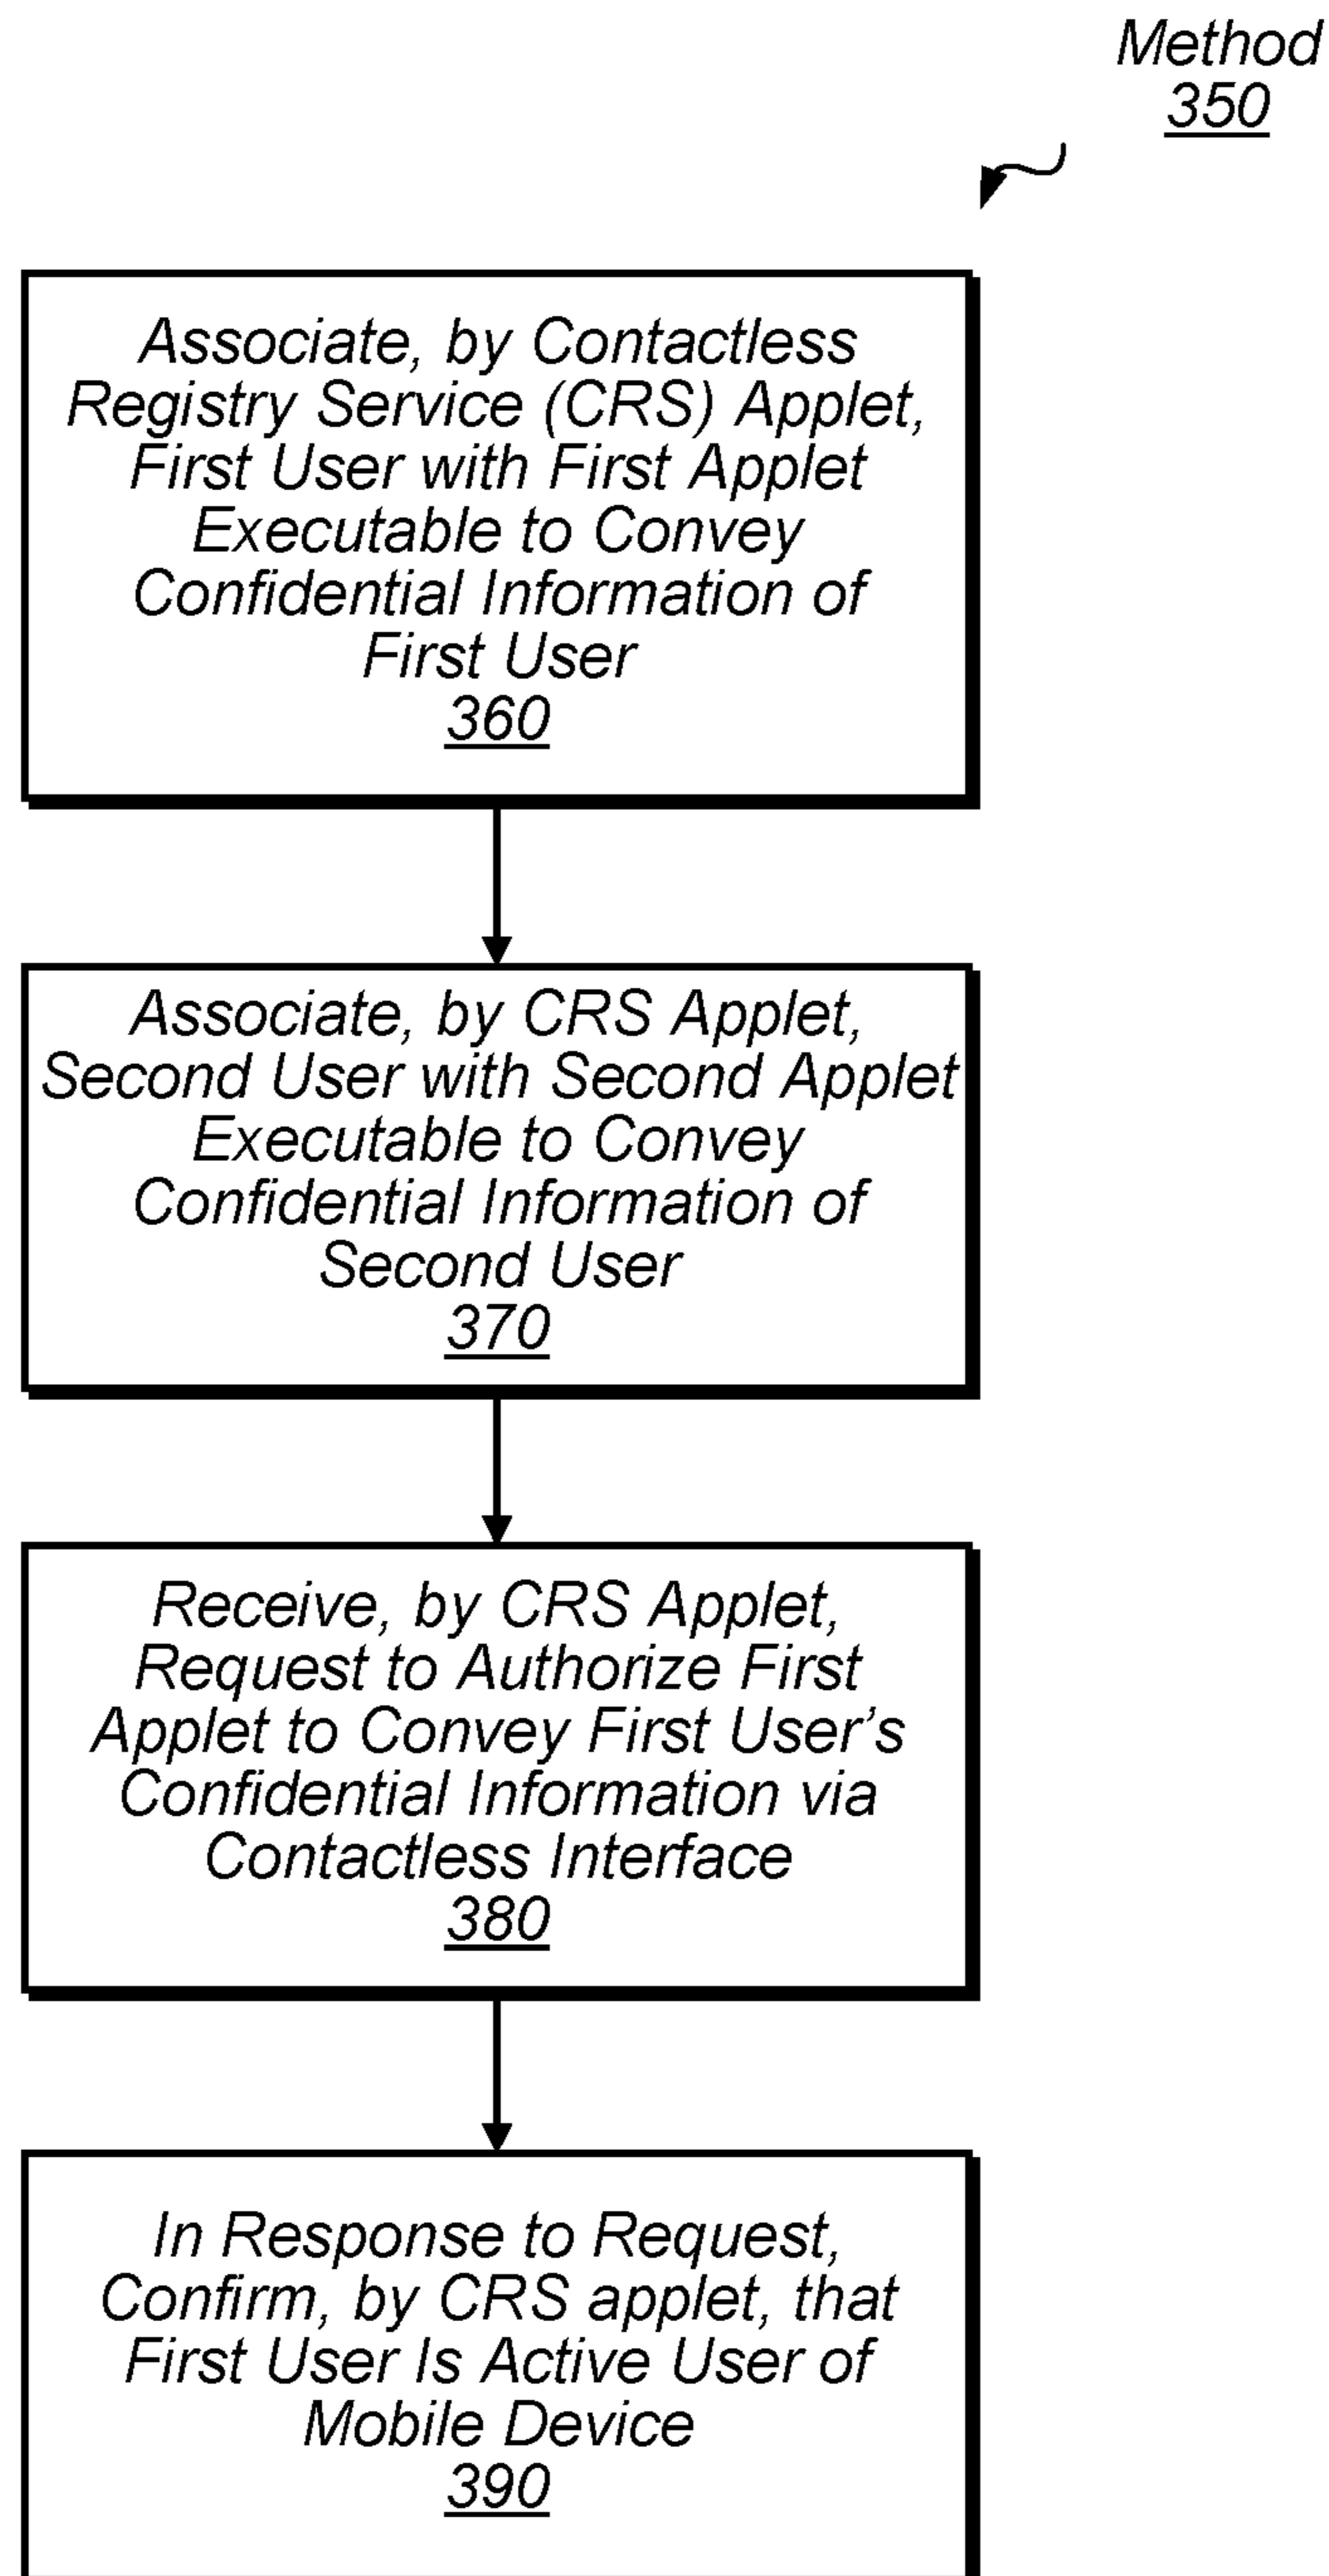 Method
350
Associate, by Contactless
Registry Service (CRS) Applet,
First User with First Applet
Executable to Convey
Confidential Information of
First User
360
Associate, by CRS Applet,
Second User with Second Applet
Executable to Convey
Confidential Information of
Second User
370
Receive, by CRS Applet,
Request to Authorize First
Applet to Convey First User’s
Confidential Information via
Contactless Interface
380
In Response to Request,
Confirm, by CRS applet, that
First User Is Active User of
Mobile Device
390